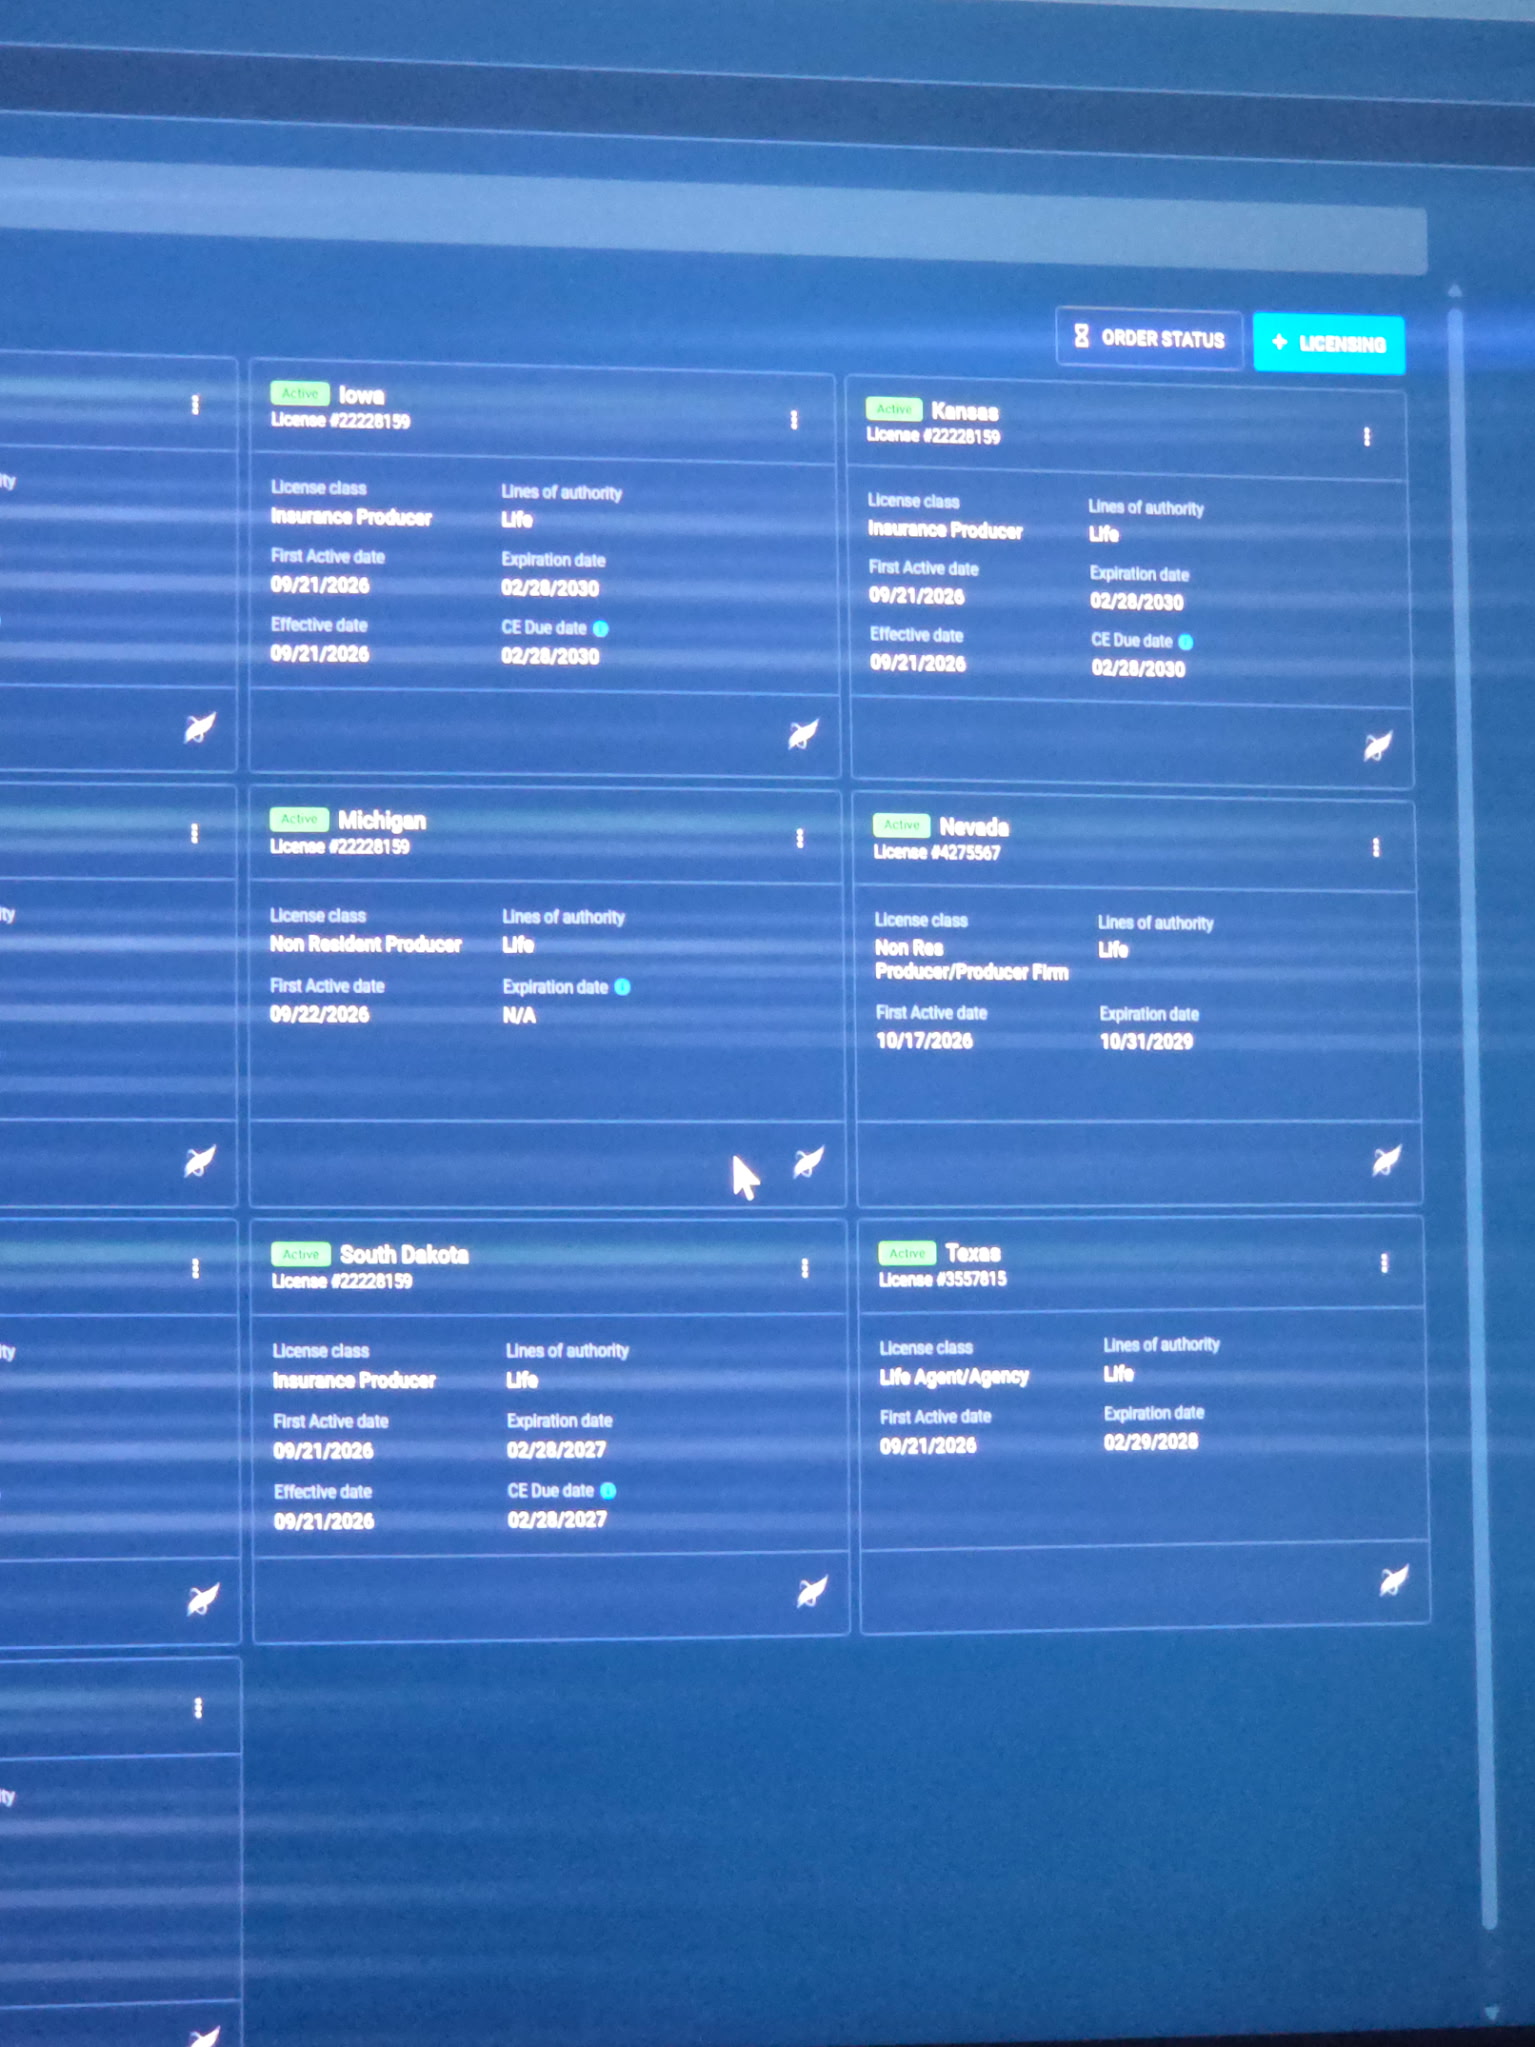 ORDER STATUS
+ LICENSING
Active Iowa
License #22228159
License class
Lines of authority
Insurance Producer
Life
First Active date
Expiration date
09/21/2026
02/28/2030
Effective date
CE Due date
09/21/2026
02/28/2030
Active Kansas
License #22228159
License class
Lines of authority
Insurance Producer
Life
First Active date
Expiration date
09/21/2026
02/28/2030
Effective date
CE Due date
09/21/2026
02/28/2030
ity
Active Michigan
License #22228159
License class
Lines of authority
Non Resident Producer
Life
First Active date
Expiration date
09/22/2026
N/A
Active Nevada
License #4275567
License class
Lines of authority
Non Res
Producer/Producer Firm
Life
First Active date
Expiration date
10/17/2026
10/31/2029
ity
Active South Dakota
License #22228159
License class
Lines of authority
Insurance Producer
Life
First Active date
Expiration date
09/21/2026
02/28/2027
Effective date
CE Due date
09/21/2026
02/28/2027
Active Texas
License #3557815
License class
Lines of authority
Life Agent/Agency
Life
First Active date
Expiration date
09/21/2026
02/29/2028
ity
ity